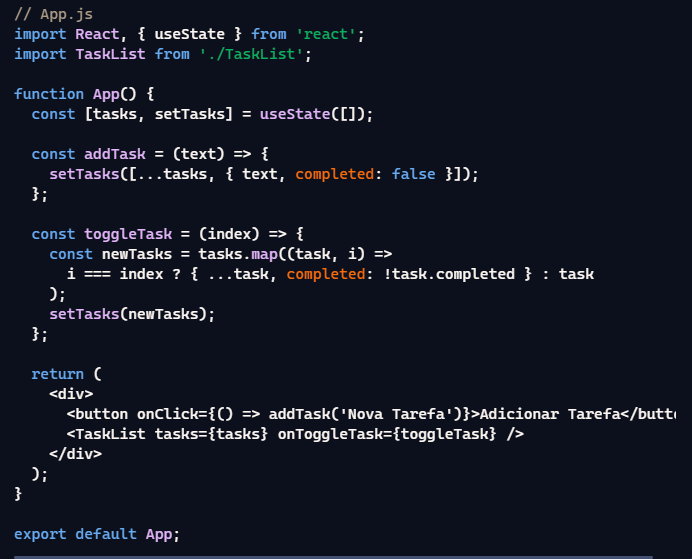 // App.js
import React, { useState } from 'react';
import TaskList from './TaskList';
function App() {
const [tasks, setTasks] = useState([]);
const addTask = (text) => {
setTasks([...tasks, { text, completed: false }]);
};
const toggleTask = (index) => {
const newTasks = tasks.map((task, i) =>
i === index ? { ...task, completed: !task.completed } : task
);
setTasks(newTasks);
};
return (
<div>
<button onClick={() => addTask('Nova Tarefa')}>Adicionar Tarefa</butto
<TaskList tasks={tasks} onToggleTask={toggleTask} />
</div>
);
}
export default App;